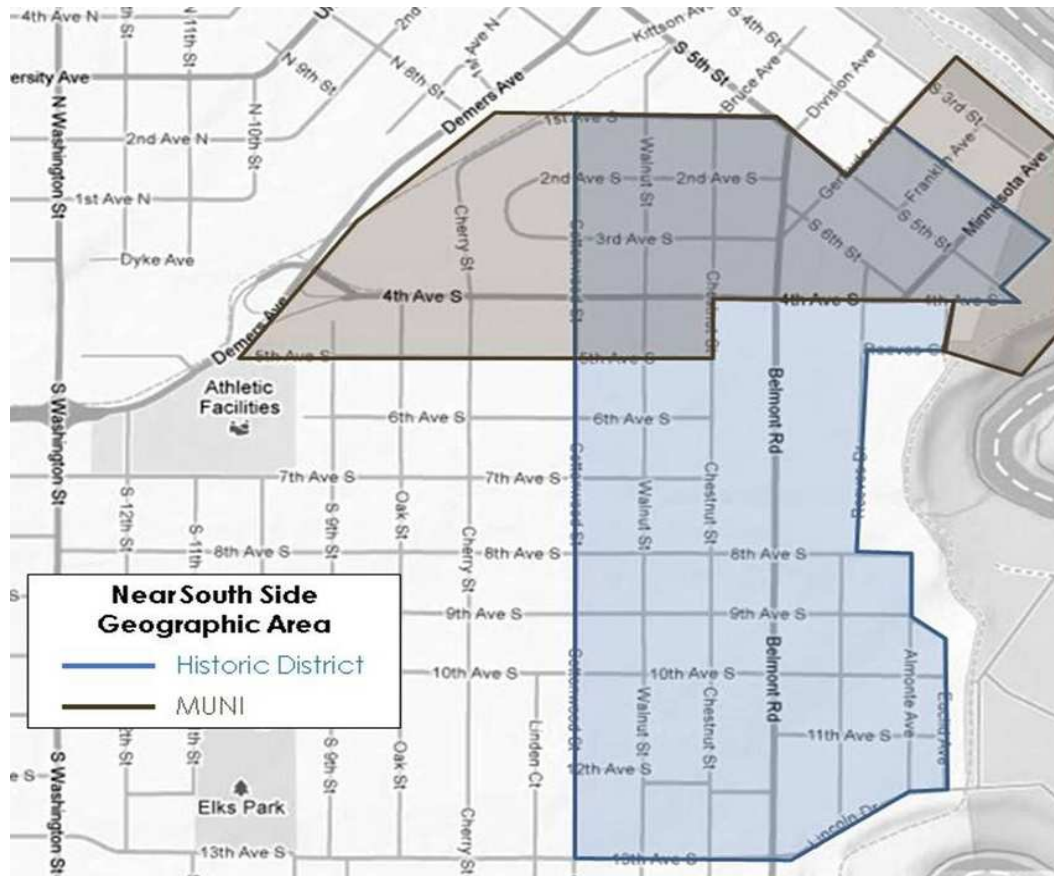 4th Ave N
N 11th St
2nd
Kittson Ave
S 4th St
N 9th St
N 8th St
Ave N
S 5th St
Bruce Ave
Division Ave
ersity Ave
N Washington St
N 10th St
Demers Ave
S 3rd St
1st Ave S
2nd Ave N
Walnut St
Franklin Ave
Minnesota Ave
2nd Ave S
2nd Ave S
1st Ave N
Cherry St
S 5th St
S 6th St
3rd Ave S
Dyke Ave
4th Ave S
4th Ave S
4th Ave S
Chestnut St
Demers Ave
5th Ave S
5th Ave S
Athletic
Facilities
Belmont Rd
S Washington St
6th Ave S
6th Ave S
7th Ave S
7th Ave S
Cottonwood St
Walnut St
Chestnut St
Reeves Dr
S 12th St
S 11th
S 9th St
Oak St
Cherry St
8th Ave S
8th Ave S
8th Ave S
S
Near South Side
Geographic Area
Historic District
MUNI
9th Ave S
9th Ave S
Belmont Rd
10th Ave S
10th Ave S
Cottonwood St
Walnut St
Chestnut St
Almonte Ave
Euclid Ave
11th Ave S
S 9th St
Oak St
Linden Ct
12th Ave S
e S
S Washington St
Elks Park
Cherry St
Lincoln Dr
13th Ave S
13th Ave S